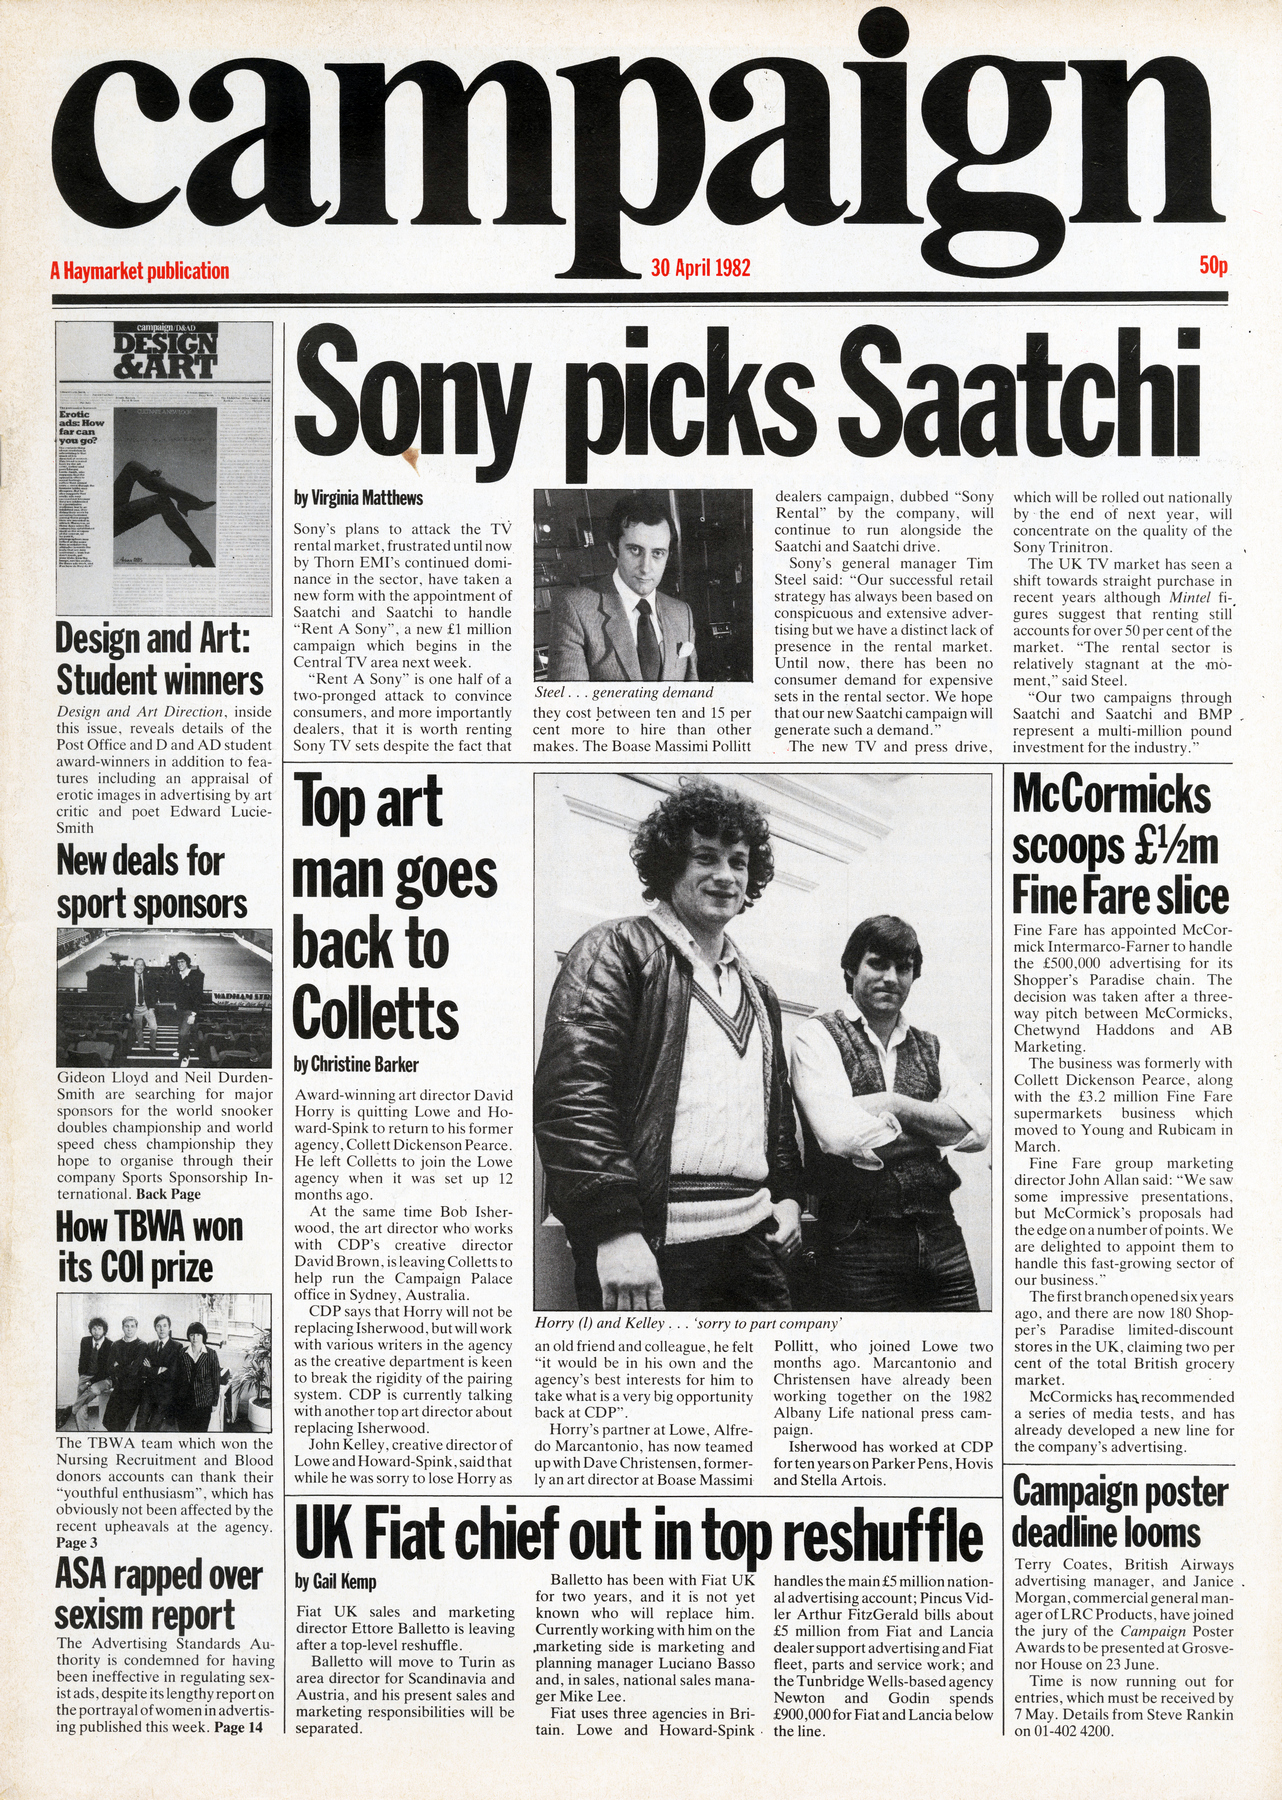 campaign
A Haymarket publication
30 April 1982
50p
campaign/D&AD
DESIGN
&ART
Erotic
ads: How
far can
you go?
Design and Art:
Student winners
Design and Art Direction, inside
this issue, reveals details of the
Post Office and D and AD student
award-winners in addition to fea-
tures including an appraisal of
erotic images in advertising by art
critic and poet Edward Lucie-
Smith
New deals for
sport sponsors
WADHAM STR
Gideon Lloyd and Neil Durden-
Smith are searching for major
sponsors for the world snooker
doubles championship and world
speed chess championship they
hope to organise through their
company Sports Sponsorship In-
ternational. Back Page
How TBWA won
its COI prize
The TBWA team which won the
Nursing Recruitment and Blood
donors accounts can thank their
“youthful enthusiasm”, which has
obviously not been affected by the
recent upheavals at the agency.
Page 3
ASA rapped over
sexism report
The Advertising Standards Au-
thority is condemned for having
been ineffective in regulating sex-
ist ads, despite its lengthy report on
the portrayal of women in advertis-
ing published this week. Page 14
Sony picks Saatchi
by Virginia Matthews
Sony's plans to attack the TV
rental market, frustrated until now
by Thorn EMI's continued domi-
nance in the sector, have taken a
new form with the appointment of
Saatchi and Saatchi to handle
“Rent A Sony”, a new £1 million
campaign which begins in the
Central TV area next week.
“Rent A Sony” is one half of a
two-pronged attack to convince
consumers, and more importantly
dealers, that it is worth renting
Sony TV sets despite the fact that
Steel . . . generating demand
they cost between ten and 15 per
cent more to hire than other
makes. The Boase Massimi Pollitt
dealers campaign, dubbed “Sony
Rental” by the company, will
continue to run alongside the
Saatchi and Saatchi drive.
Sony's general manager Tim
Steel said: “Our successful retail
strategy has always been based on
conspicuous and extensive adver-
tising but we have a distinct lack of
presence in the rental market.
Until now, there has been no
consumer demand for expensive
sets in the rental sector. We hope
that our new Saatchi campaign will
generate such a demand.”
The new TV and press drive,
which will be rolled out nationally
by the end of next year, will
concentrate on the quality of the
Sony Trinitron.
The UK TV market has seen a
shift towards straight purchase in
recent years although Mintel fi-
gures suggest that renting still
accounts for over 50 per cent of the
market. “The rental sector is
relatively stagnant at the mo-
ment,” said Steel.
“Our two campaigns through
Saatchi and Saatchi and BMP
represent a multi-million pound
investment for the industry.”
Top art
man goes
back to
Colletts
by Christine Barker
Award-winning art director David
Horry is quitting Lowe and Ho-
ward-Spink to return to his former
agency, Collett Dickenson Pearce.
He left Colletts to join the Lowe
agency when it was set up 12
months ago.
At the same time Bob Isher-
wood, the art director who works
with CDP's creative director
David Brown, is leaving Colletts to
help run the Campaign Palace
office in Sydney, Australia.
CDP says that Horry will not be
replacing Isherwood, but will work
with various writers in the agency
as the creative department is keen
to break the rigidity of the pairing
system. CDP is currently talking
with another top art director about
replacing Isherwood.
John Kelley, creative director of
Lowe and Howard-Spink, said that
while he was sorry to lose Horry as
Horry (l) and Kelley . . . ‘sorry to part company’
an old friend and colleague, he felt
“it would be in his own and the
agency's best interests for him to
take what is a very big opportunity
back at CDP”.
Horry's partner at Lowe, Alfre-
do Marcantonio, has now teamed
up with Dave Christensen, former-
ly an art director at Boase Massimi
Pollitt, who joined Lowe two
months ago. Marcantonio and
Christensen have already been
working together on the 1982
Albany Life national press cam-
paign.
Isherwood has worked at CDP
for ten years on Parker Pens, Hovis
and Stella Artois.
McCormicks
scoops £½m
Fine Fare slice
Fine Fare has appointed McCor-
mick Intermarco-Farner to handle
the £500,000 advertising for its
Shopper's Paradise chain. The
decision was taken after a three-
way pitch between McCormicks,
Chetwynd Haddons and AB
Marketing.
The business was formerly with
Collett Dickenson Pearce, along
with the £3.2 million Fine Fare
supermarkets business which
moved to Young and Rubicam in
March.
Fine Fare group marketing
director John Allan said: “We saw
some impressive presentations,
but McCormick's proposals had
the edge on a number of points. We
are delighted to appoint them to
handle this fast-growing sector of
our business.”
The first branch opened six years
ago, and there are now 180 Shop-
per's Paradise limited-discount
stores in the UK, claiming two per
cent of the total British grocery
market.
McCormicks has recommended
a series of media tests, and has
already developed a new line for
the company's advertising.
UK Fiat chief out in top reshuffle
by Gail Kemp
Fiat UK sales and marketing
director Ettore Balletto is leaving
after a top-level reshuffle.
Balletto will move to Turin as
area director for Scandinavia and
Austria, and his present sales and
marketing responsibilities will be
separated.
Balletto has been with Fiat UK
for two years, and it is not yet
known who will replace him.
Currently working with him on the
marketing side is marketing and
planning manager Luciano Basso
and, in sales, national sales mana-
ger Mike Lee.
Fiat uses three agencies in Bri-
tain. Lowe and Howard-Spink
handles the main £5 million nation-
al advertising account; Pincus Vid-
ler Arthur FitzGerald bills about
£5 million from Fiat and Lancia
dealer support advertising and Fiat
fleet, parts and service work; and
the Tunbridge Wells-based agency
Newton and Godin spends
£900,000 for Fiat and Lancia below
the line.
Campaign poster
deadline looms
Terry Coates, British Airways
advertising manager, and Janice
Morgan, commercial general man-
ager of LRC Products, have joined
the jury of the Campaign Poster
Awards to be presented at Grosve-
nor House on 23 June.
Time is now running out for
entries, which must be received by
7 May. Details from Steve Rankin
on 01-402 4200.